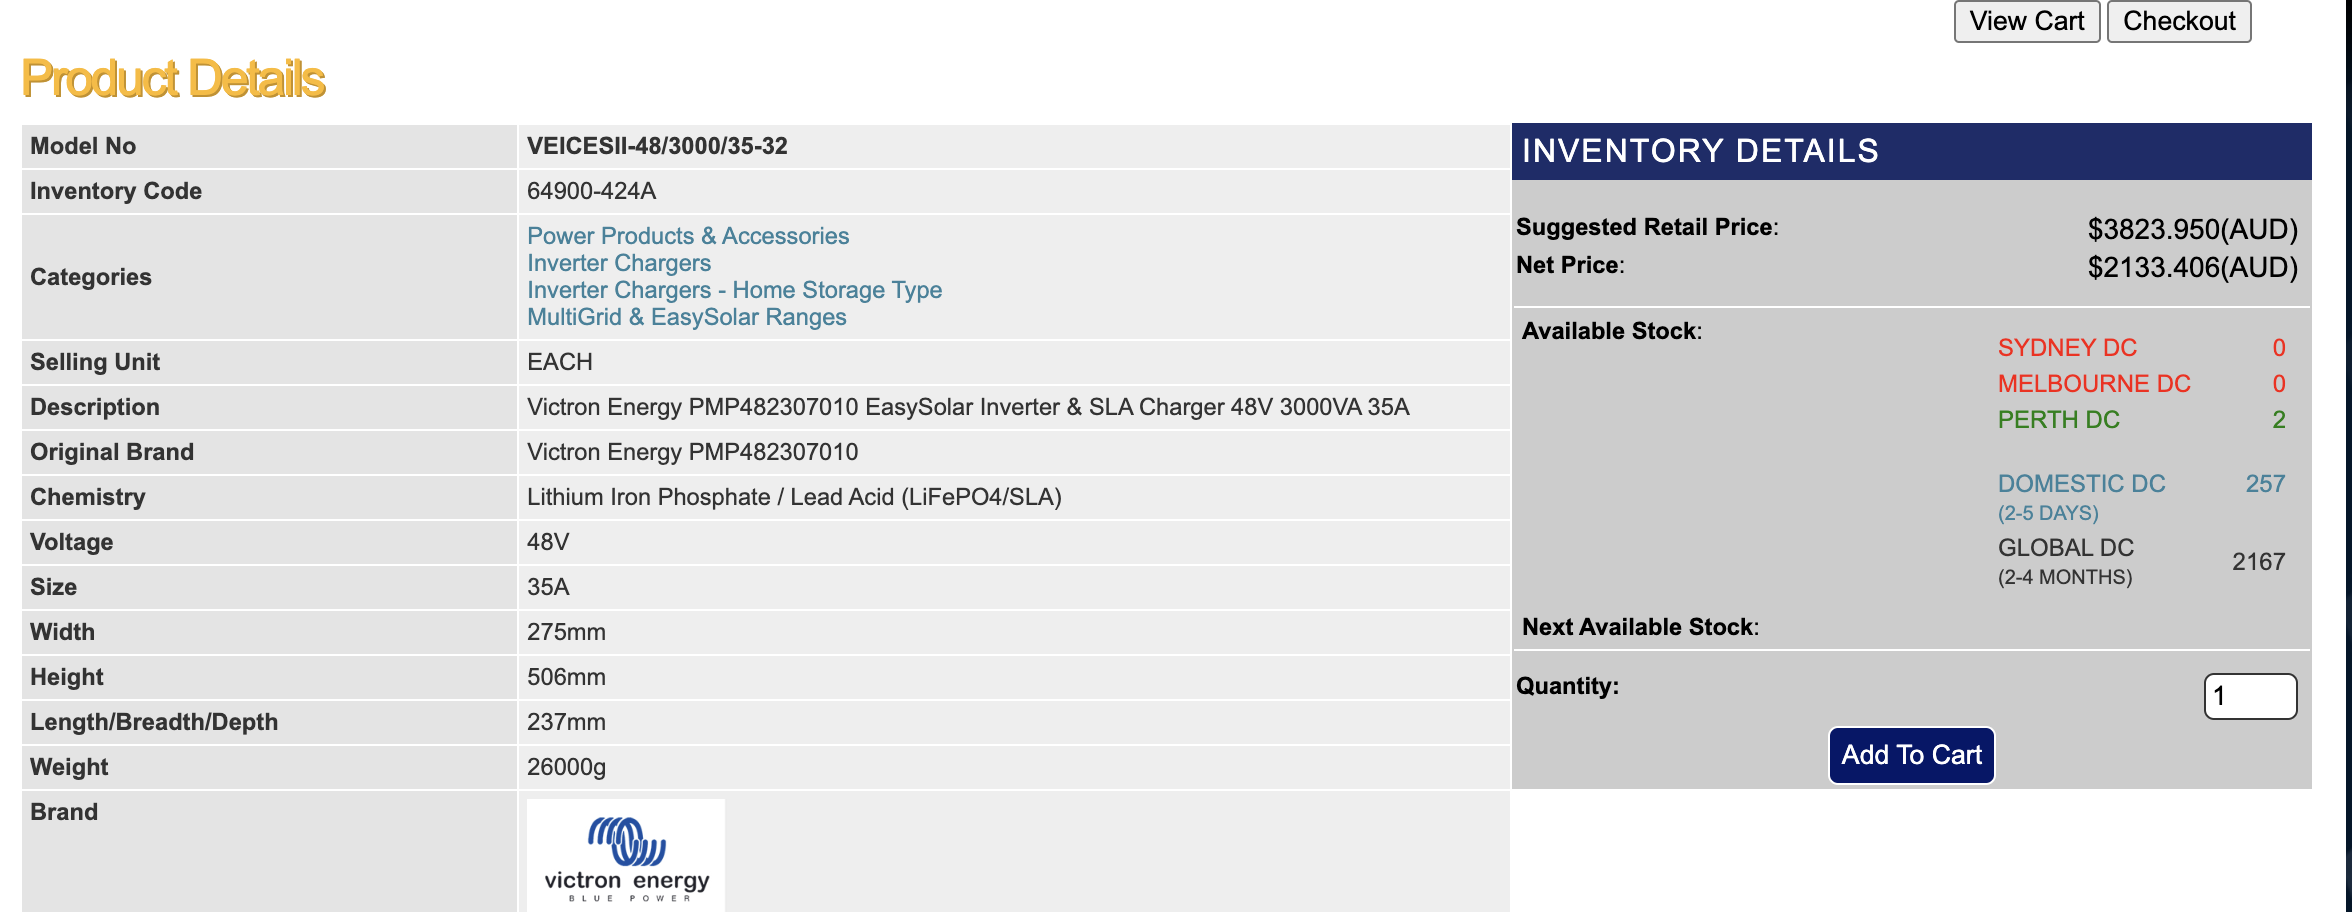 View Cart Checkout
Product Details
Model No VEICESII-48/3000/35-32
Inventory Code 64900-424A
Categories Power Products & Accessories
Inverter Chargers
Inverter Chargers - Home Storage Type
MultiGrid & EasySolar Ranges
Selling Unit EACH
Description Victron Energy PMP482307010 EasySolar Inverter & SLA Charger 48V 3000VA 35A
Original Brand Victron Energy PMP482307010
Chemistry Lithium Iron Phosphate / Lead Acid (LiFePO4/SLA)
Voltage 48V
Size 35A
Width 275mm
Height 506mm
Length/Breadth/Depth 237mm
Weight 26000g
Brand
victron energy
BLUE POWER
INVENTORY DETAILS
Suggested Retail Price: $3823.950(AUD)
Net Price: $2133.406(AUD)
Available Stock:
SYDNEY DC 0
MELBOURNE DC 0
PERTH DC 2
DOMESTIC DC 257
(2-5 DAYS)
GLOBAL DC 2167
(2-4 MONTHS)
Next Available Stock:
Quantity: 1
Add To Cart